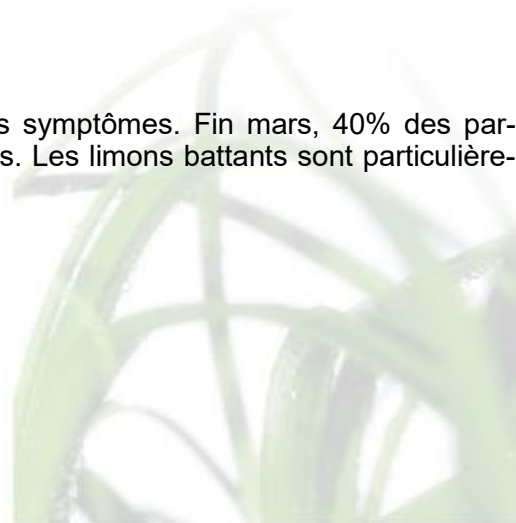 s symptômes. Fin mars, 40% des par-
s. Les limons battants sont particulière-